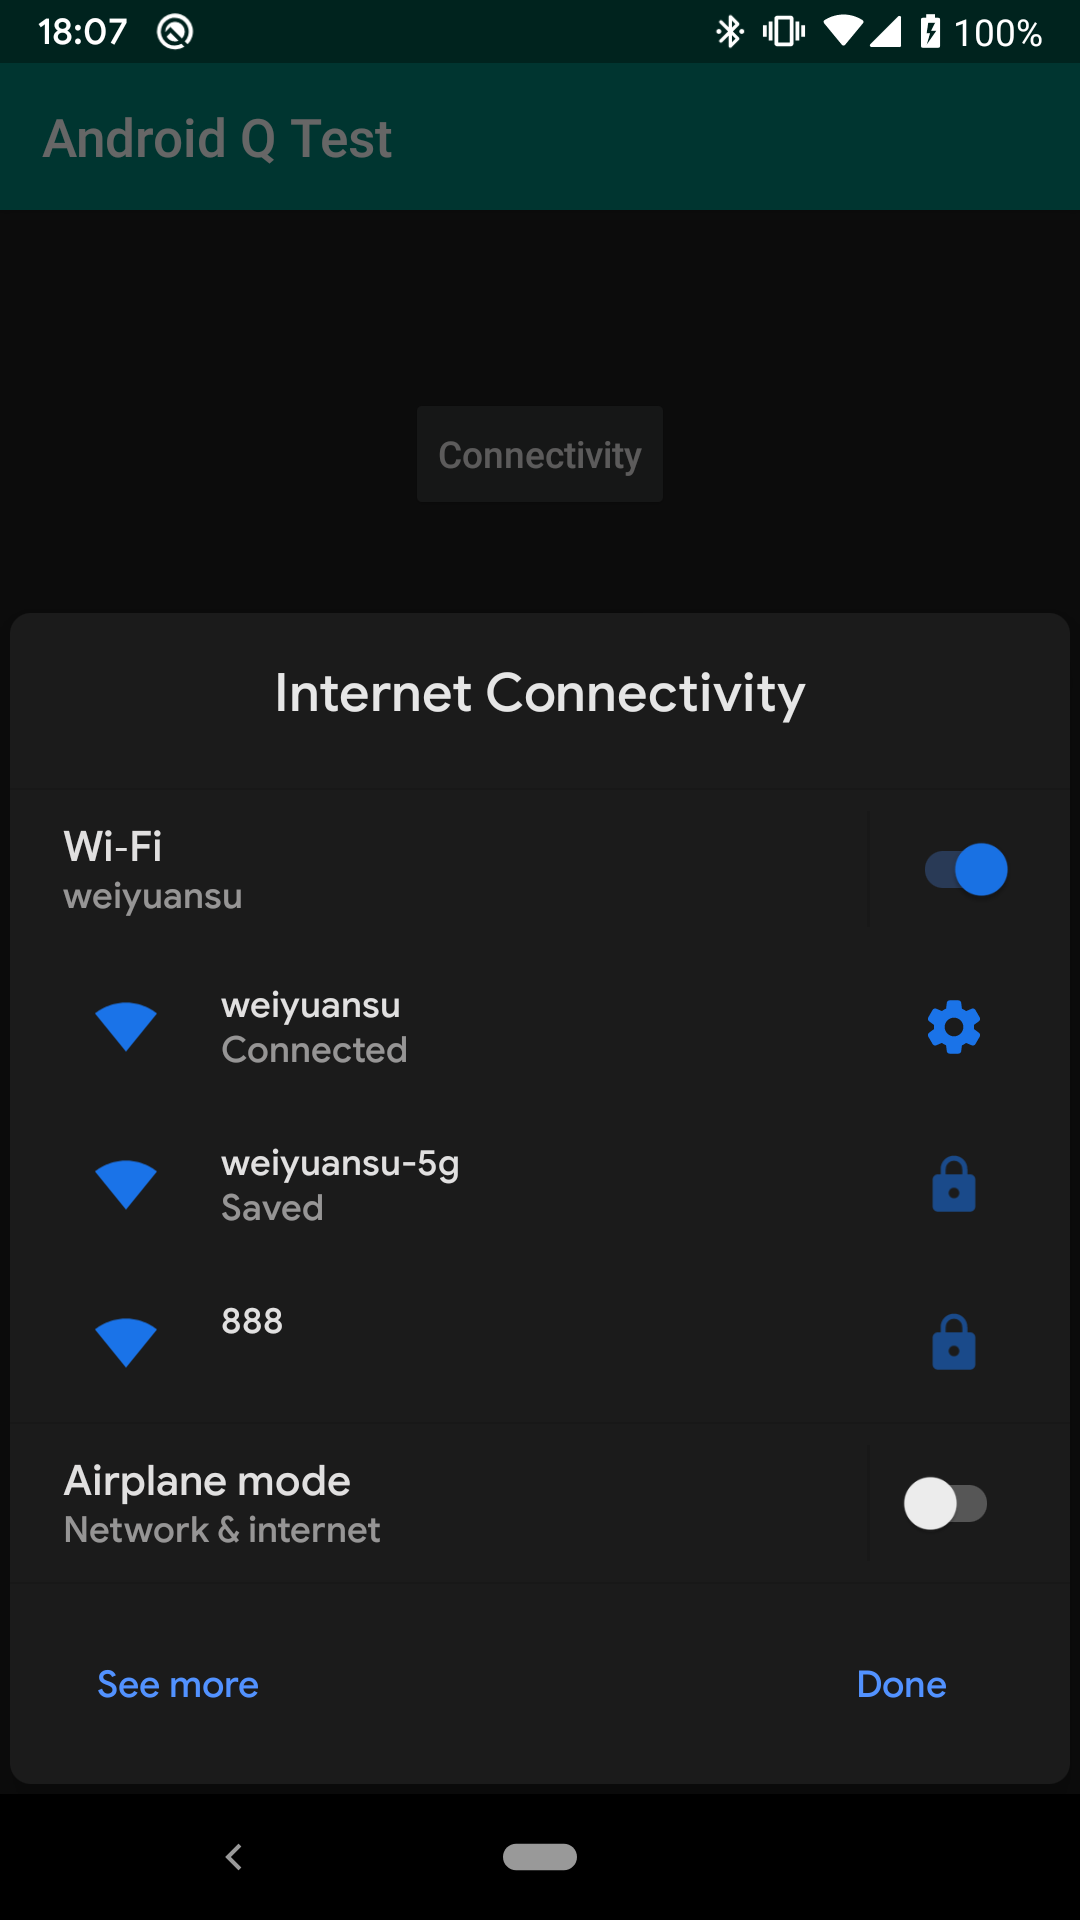 18:07
100%
Android Q Test
Connectivity
Internet Connectivity
Wi-Fi
weiyuansu
weiyuansu
Connected
weiyuansu-5g
Saved
888
Airplane mode
Network & internet
See more
Done